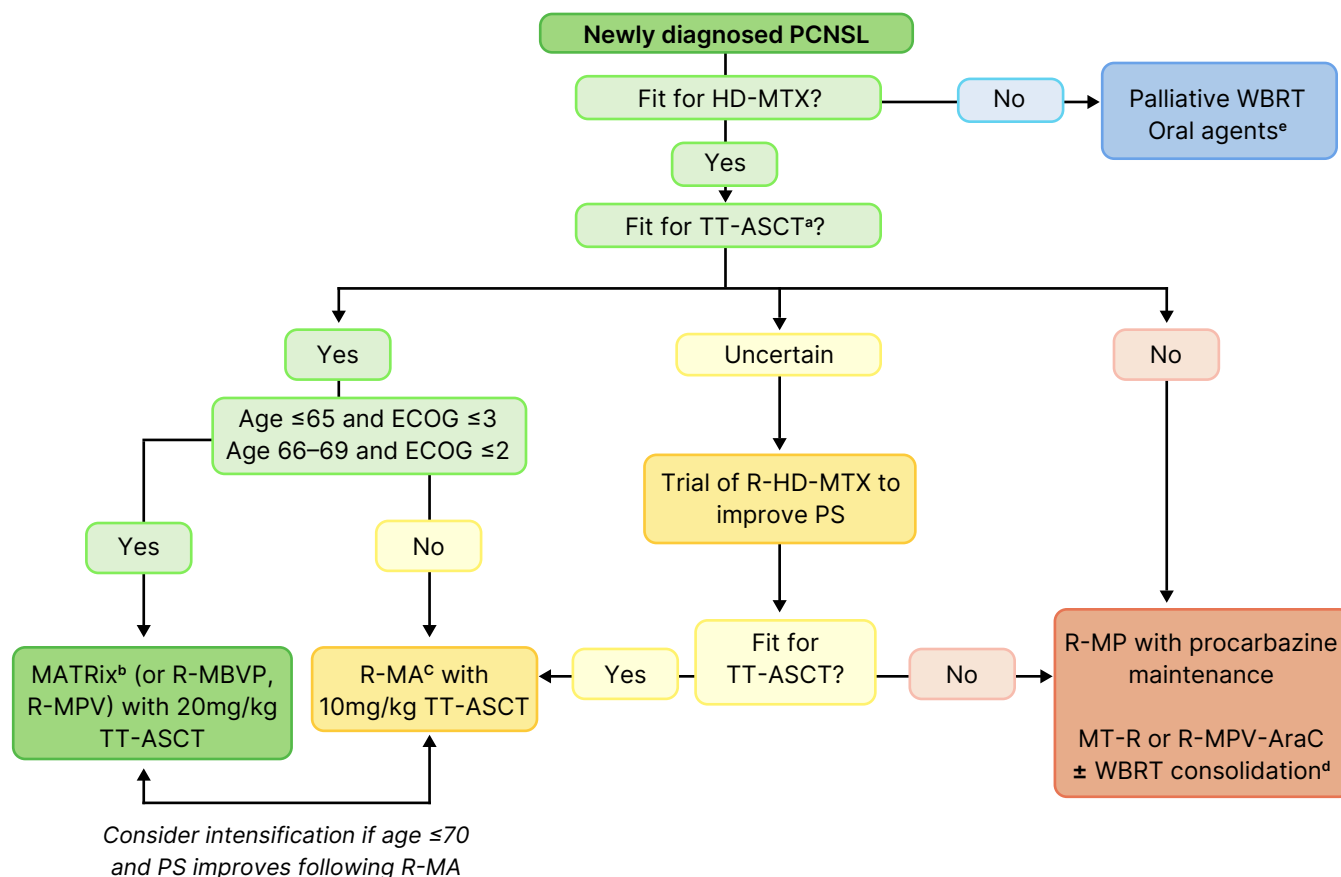 Newly diagnosed PCNSL
Fit for HD-MTX?
No
Palliative WBRT
Oral agentsᵉ
Yes
Fit for TT-ASCTᵃ?
Yes
Uncertain
No
Age ≤65 and ECOG ≤3
Age 66–69 and ECOG ≤2
Trial of R-HD-MTX to
improve PS
Yes
No
MATRixᵇ (or R-MBVP,
R-MPV) with 20mg/kg
TT-ASCT
R-MAᶜ with
10mg/kg TT-ASCT
Yes
Fit for
TT-ASCT?
No
R-MP with procarbazine
maintenance
MT-R or R-MPV-AraC
± WBRT consolidationᵈ
Consider intensification if age ≤70
and PS improves following R-MA